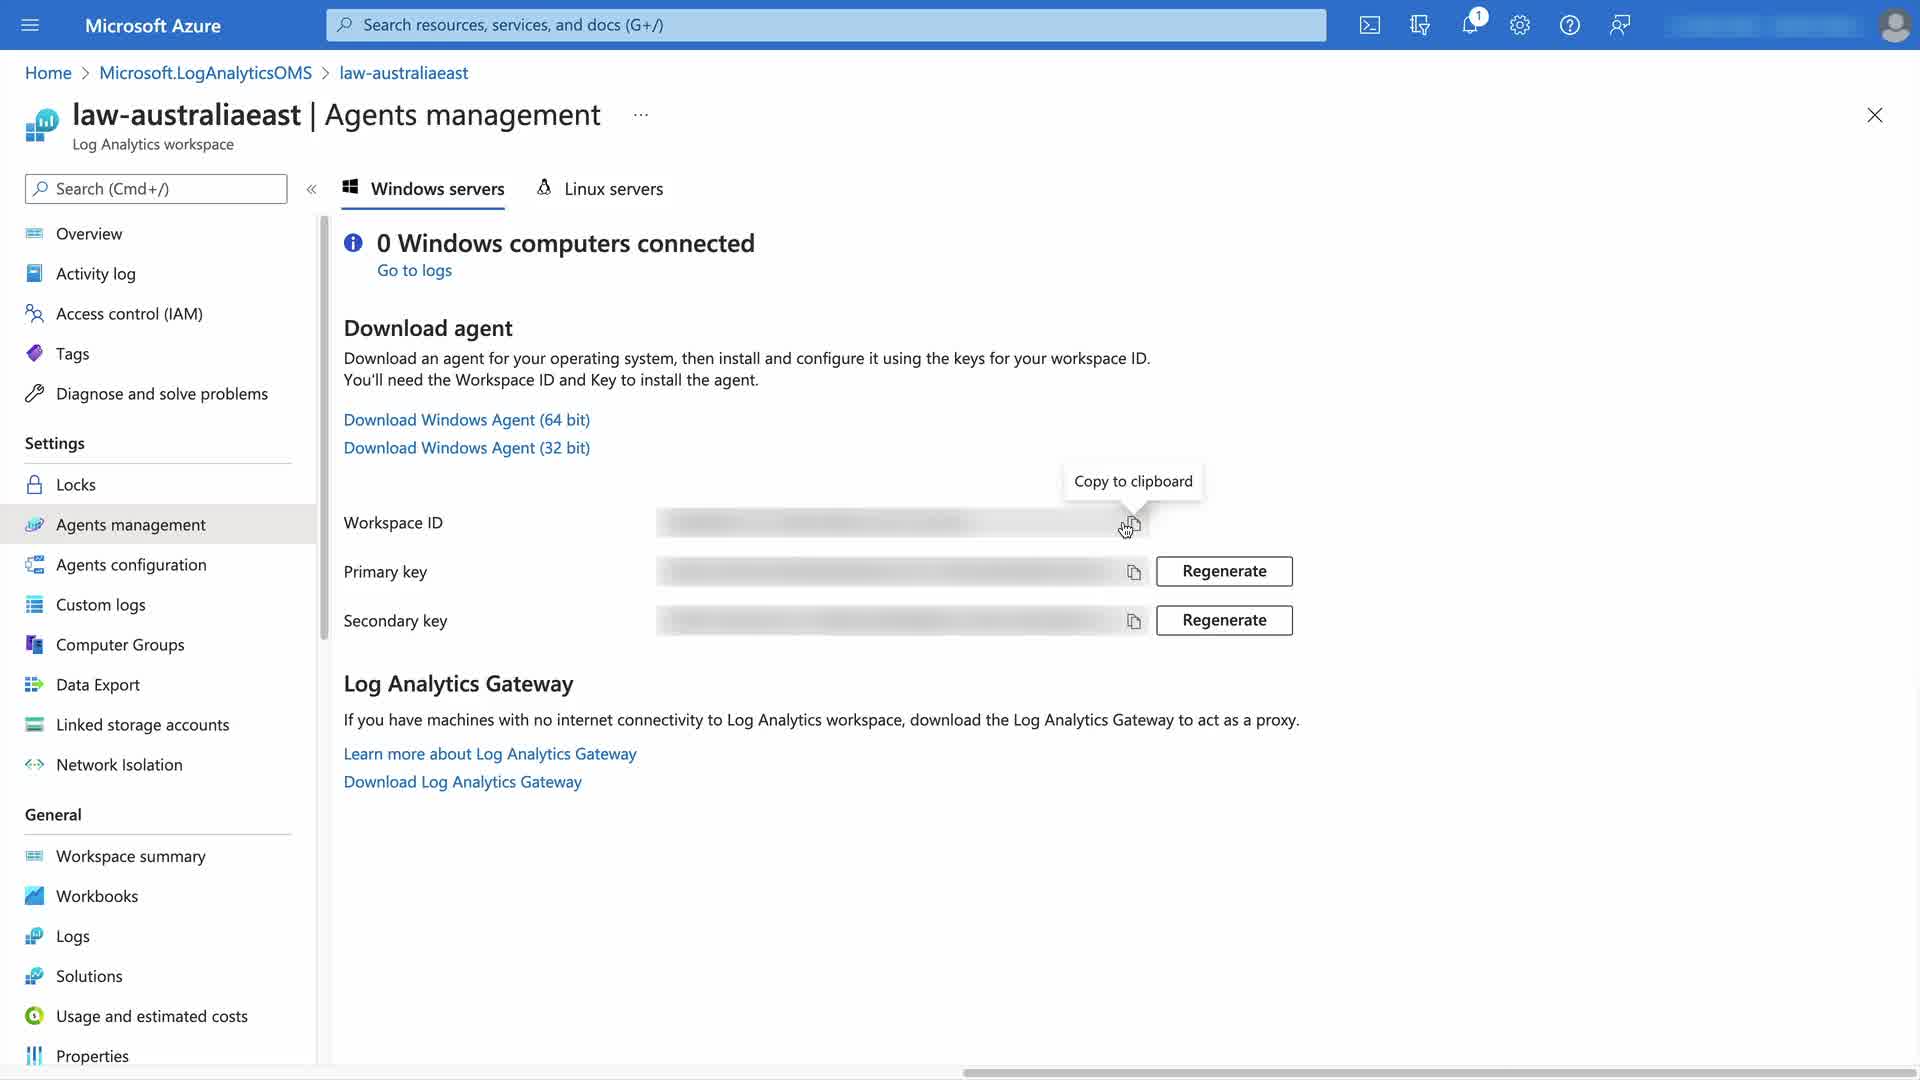 Microsoft Azure
Search resources, services, and docs (G+/)
1
Home > Microsoft.LogAnalyticsOMS > law-australiaeast
law-australiaeast | Agents management ...
Log Analytics workspace
Search (Cmd+/)
«
Overview
Activity log
Access control (IAM)
Tags
Diagnose and solve problems
Settings
Locks
Agents management
Agents configuration
Custom logs
Computer Groups
Data Export
Linked storage accounts
Network Isolation
General
Workspace summary
Workbooks
Logs
Solutions
Usage and estimated costs
Properties
Windows servers
Linux servers
0 Windows computers connected
Go to logs
Download agent
Download an agent for your operating system, then install and configure it using the keys for your workspace ID.
You'll need the Workspace ID and Key to install the agent.
Download Windows Agent (64 bit)
Download Windows Agent (32 bit)
Copy to clipboard
Workspace ID
Primary key
Regenerate
Secondary key
Regenerate
Log Analytics Gateway
If you have machines with no internet connectivity to Log Analytics workspace, download the Log Analytics Gateway to act as a proxy.
Learn more about Log Analytics Gateway
Download Log Analytics Gateway